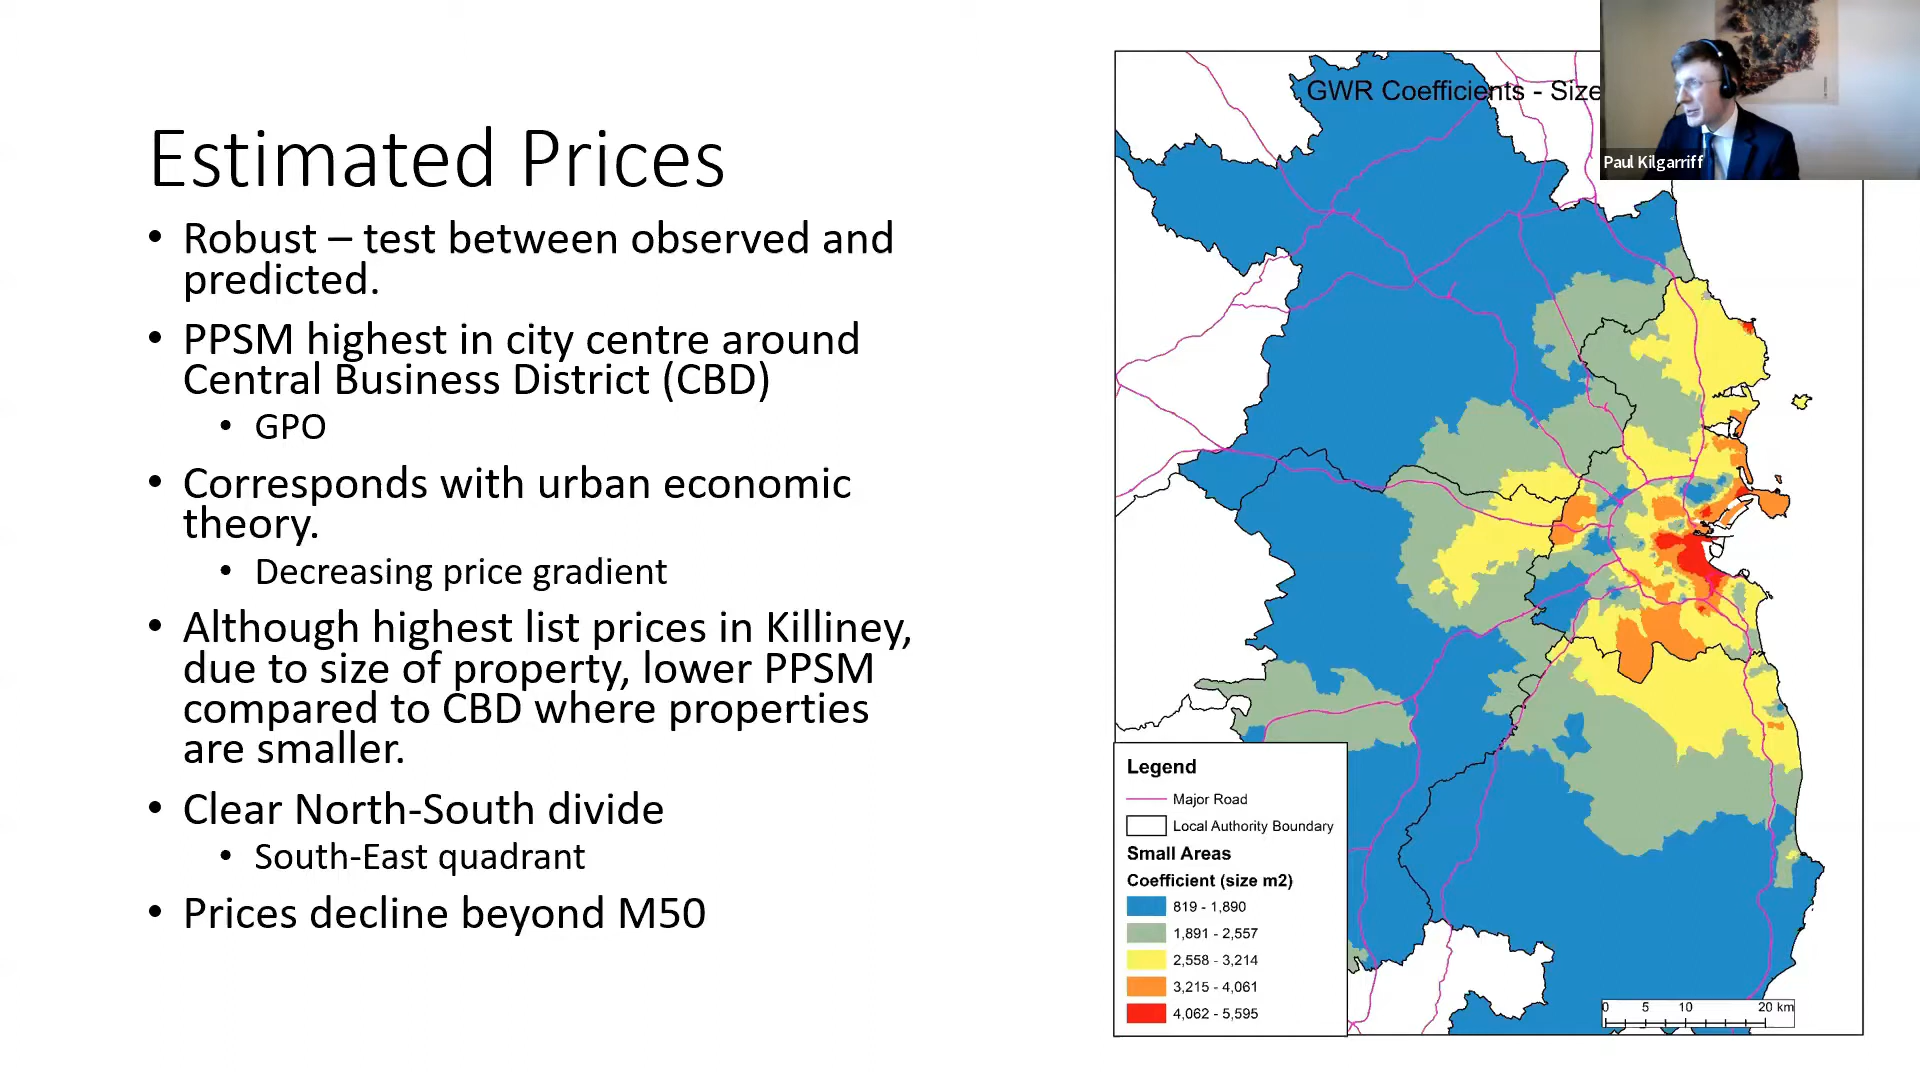 Estimated Prices
• Robust – test between observed and
predicted.
• PPSM highest in city centre around
Central Business District (CBD)
• GPO
• Corresponds with urban economic
theory.
• Decreasing price gradient
• Although highest list prices in Killiney,
due to size of property, lower PPSM
compared to CBD where properties
are smaller.
• Clear North-South divide
• South-East quadrant
• Prices decline beyond M50
GWR Coefficients - Size
Paul Kilgarriff
Legend
Major Road
Local Authority Boundary
Small Areas
Coefficient (size m2)
819 - 1,890
1,891 - 2,557
2,558 - 3,214
3,215 - 4,061
4,062 - 5,595
0 5 10 20 km